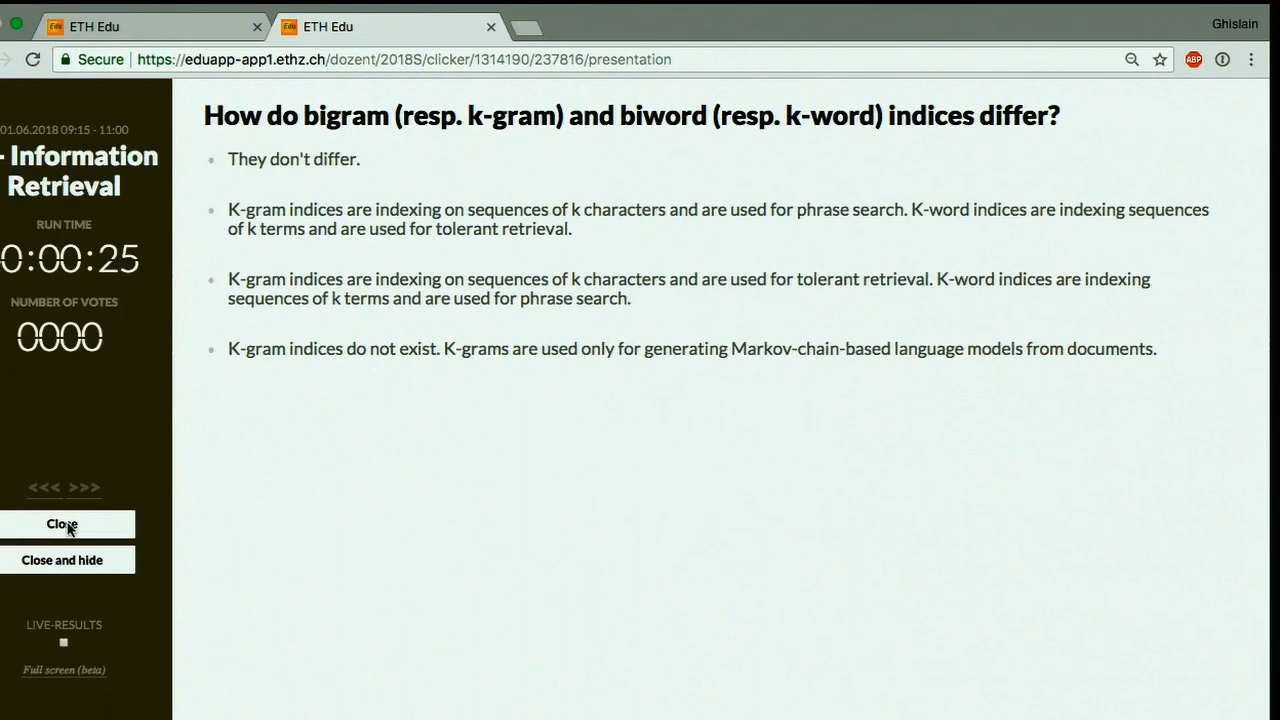 ETH Edu
ETH Edu
Ghislain
Secure https://eduapp-app1.ethz.ch/dozent/2018S/clicker/1314190/237816/presentation
ABP
01.06.2018 09:15 - 11:00
- Information
Retrieval
RUN TIME
0:00:25
NUMBER OF VOTES
0000
<<< >>>
Close
Close and hide
LIVE-RESULTS
Full screen (beta)
How do bigram (resp. k-gram) and biword (resp. k-word) indices differ?
They don't differ.
K-gram indices are indexing on sequences of k characters and are used for phrase search. K-word indices are indexing sequences
of k terms and are used for tolerant retrieval.
K-gram indices are indexing on sequences of k characters and are used for tolerant retrieval. K-word indices are indexing
sequences of k terms and are used for phrase search.
K-gram indices do not exist. K-grams are used only for generating Markov-chain-based language models from documents.